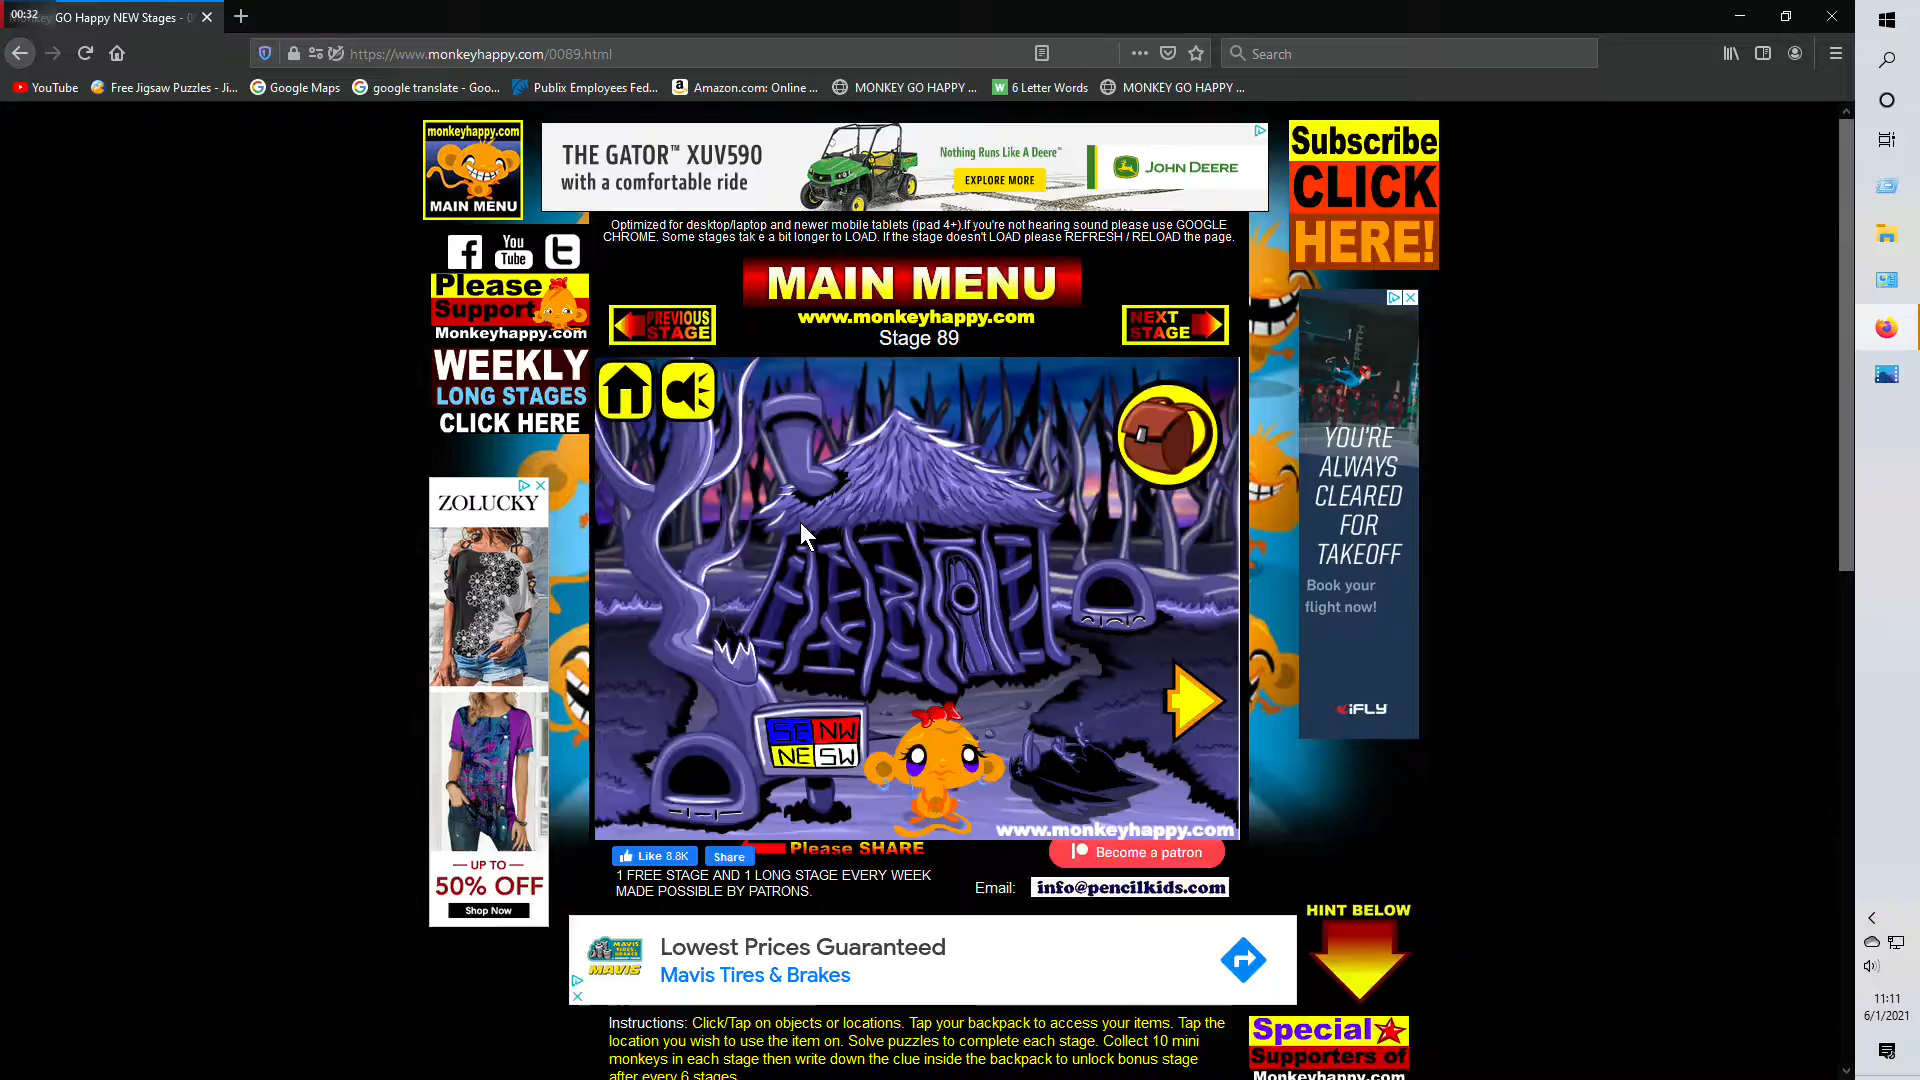 00:32
GO Happy NEW Stages - 0
https://www.monkeyhappy.com/0089.html
Search
YouTube
Free Jigsaw Puzzles - Ji...
Google Maps
google translate - Goo...
Publix Employees Fed...
Amazon.com: Online ...
MONKEY GO HAPPY ...
W 6 Letter Words
MONKEY GO HAPPY ...
monkeyhappy.com
MAIN MENU
THE GATOR™ XUV590
with a comfortable ride
Nothing Runs Like A Deere™
EXPLORE MORE
JOHN DEERE
Subscribe
CLICK
HERE!
Optimized for desktop/laptop and newer mobile tablets (ipad 4+).If you're not hearing sound please use GOOGLE
CHROME. Some stages tak e a bit longer to LOAD. If the stage doesn't LOAD please REFRESH / RELOAD the page.
You
Tube
Please
Support
Monkeyhappy.com
WEEKLY
LONG STAGES
CLICK HERE
MAIN MENU
www.monkeyhappy.com
PREVIOUS
STAGE
NEXT
STAGE
Stage 89
ZOLUCKY
UP TO
50% OFF
Shop Now
YOU'RE
ALWAYS
CLEARED
FOR
TAKEOFF
Book your
flight now!
iFLY
SE NW
NE SW
www.monkeyhappy.com
Like 8.8K
Share
Please SHARE
Become a patron
1 FREE STAGE AND 1 LONG STAGE EVERY WEEK
MADE POSSIBLE BY PATRONS.
Email: info@pencilkids.com
HINT BELOW
MAVIS
Lowest Prices Guaranteed
Mavis Tires & Brakes
Instructions: Click/Tap on objects or locations. Tap your backpack to access your items. Tap the
location you wish to use the item on. Solve puzzles to complete each stage. Collect 10 mini
monkeys in each stage then write down the clue inside the backpack to unlock bonus stage
after every 6 stages
Special
Supporters of
Monkeyhappy.com
11:11
6/1/2021